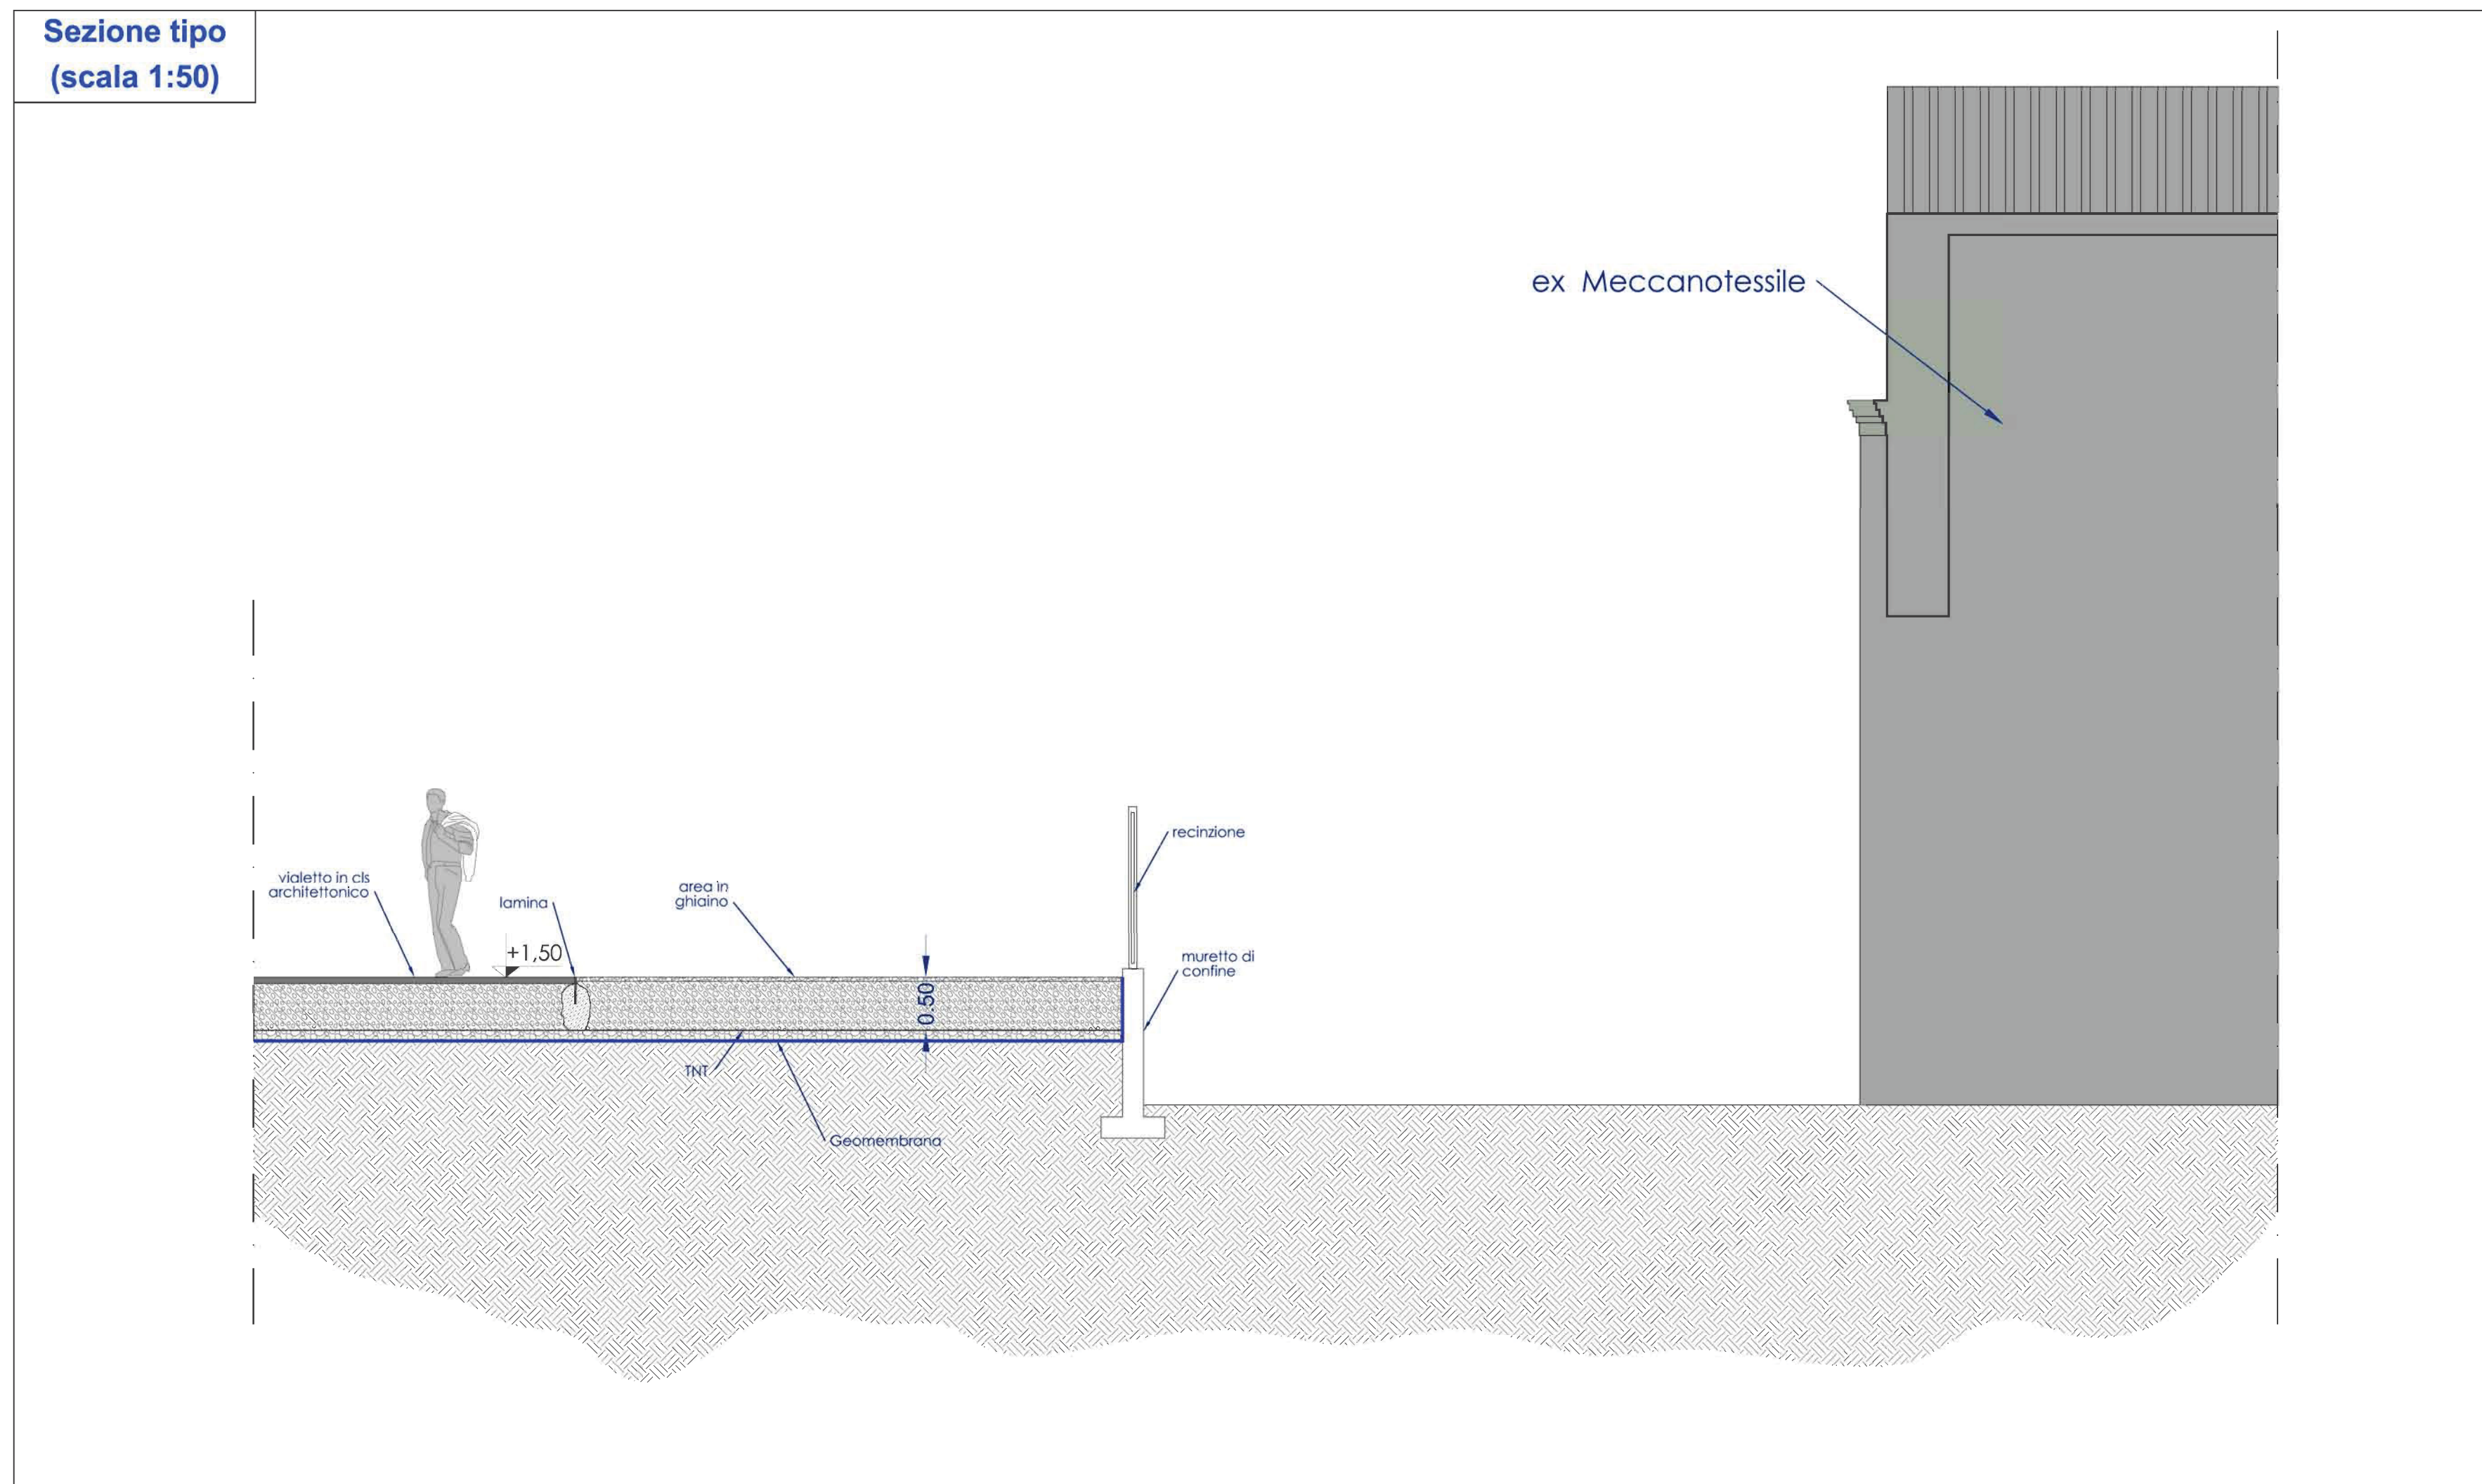 Sezione tipo
(scala 1:50)
ex Meccanotessile
recinzione
vialetto in cls
architettonico
lamina
area in
ghiaino
+1,50
muretto di
confine
0.50
TNT
Geomembrana